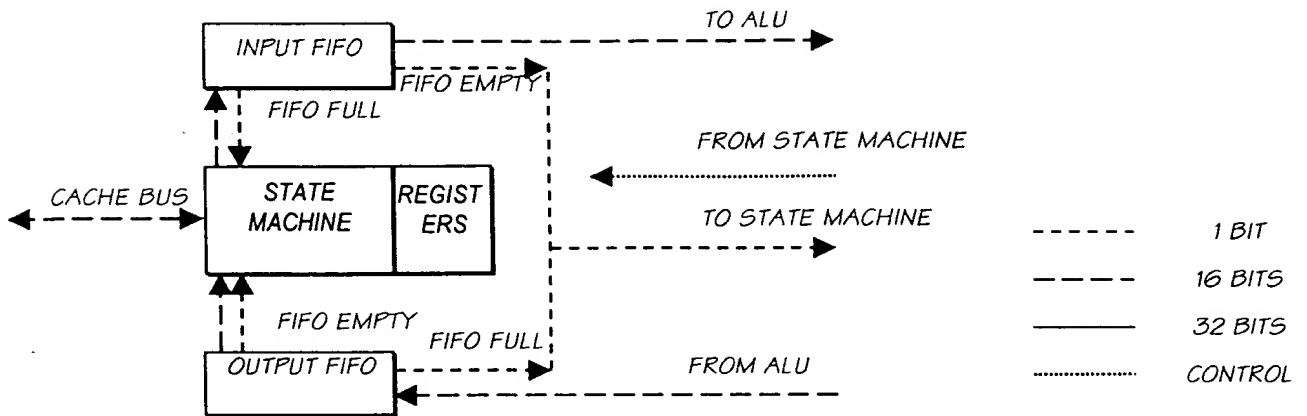 TO ALU
INPUT FIFO
FIFO EMPTY
FIFO FULL
FROM STATE MACHINE
CACHE BUS
STATE
MACHINE
REGIST
ERS
TO STATE MACHINE
1 BIT
16 BITS
FIFO EMPTY
FIFO FULL
32 BITS
OUTPUT FIFO
FROM ALU
CONTROL